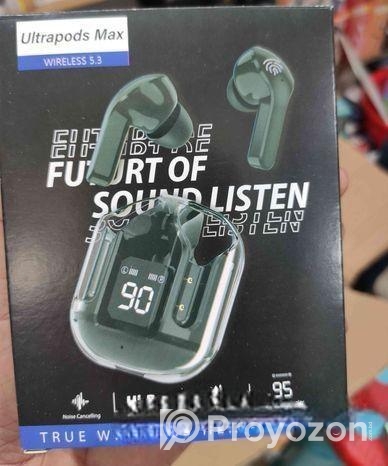 Ultrapods Max
WIRELESS 5.3
FUTURT OF
SOUND LISTEN
90
95
Noise Cancelling
Proyozon
TRUE